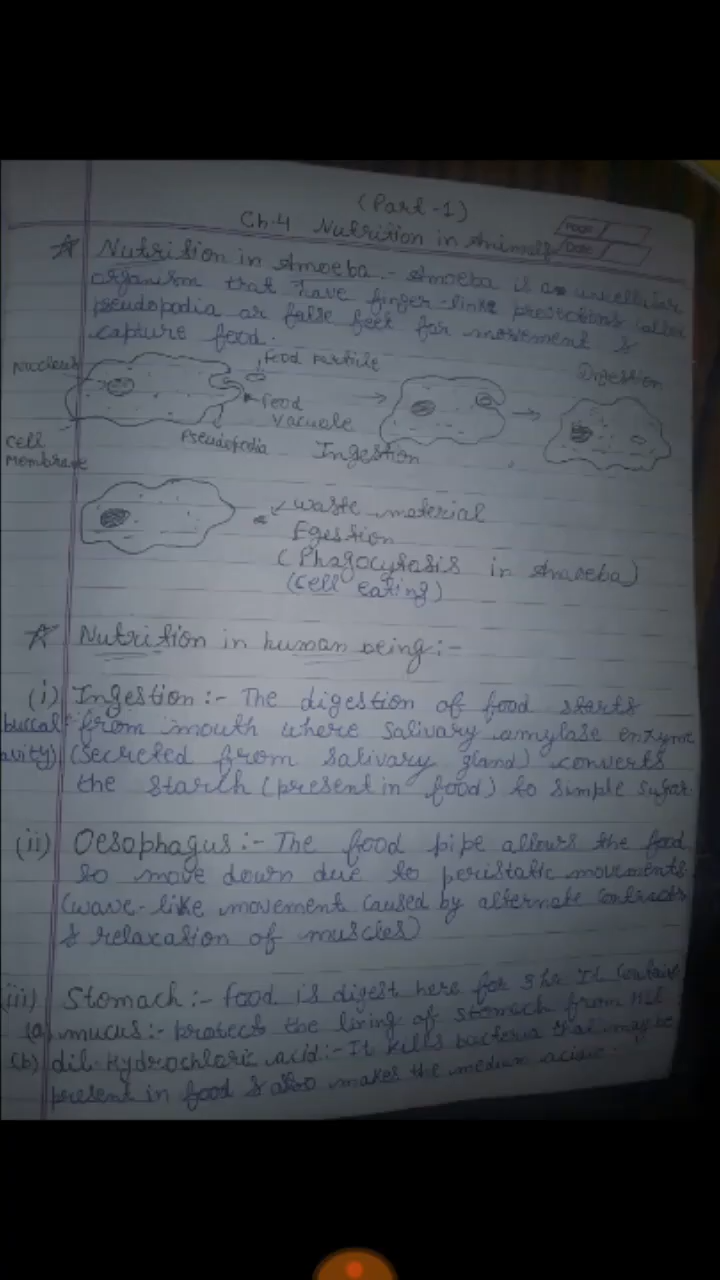 (Part-1)
Ch-4 Nutrition in Animals
Page
Date
☆ Nutrition in Amoeba :- Amoeba is a unicellular
organism that have finger-linke projections called
pseudopodia or false feet for movement &
capture food.
Nucleus
food particle
food
vacuole
Pseudopodia
Cell
Membrane
Ingestion
Digestion
waste material
Egestion
(Phagocytosis in Amoeba)
(cell eating)
☆ Nutrition in human being:-
(i) Ingestion :- The digestion of food starts
buccal from mouth where salivary amylase enzyme
cavity) (secreted from salivary gland) converts
the starch (present in food) to simple sugar.
(ii) Oesophagus :- The food pipe allows the food
to move down due to peristatic movements
(wave-like movement caused by alternate
& relaxation of muscles)
(iii) Stomach :- food is digest here for 3hr. It contains
(a) mucus :- protects the lining of stomach from HCl
(b) dil. Hydrochloric acid :- It kills bacteria that may be
present in food & also makes the medium acidic.